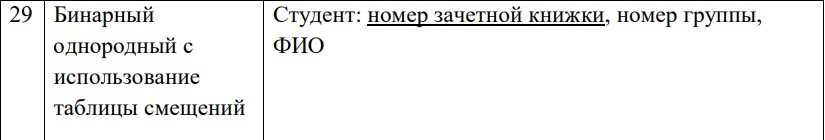 29
Бинарный
однородный с
использование
таблицы смещений
Студент: номер зачетной книжки, номер группы,
ФИО